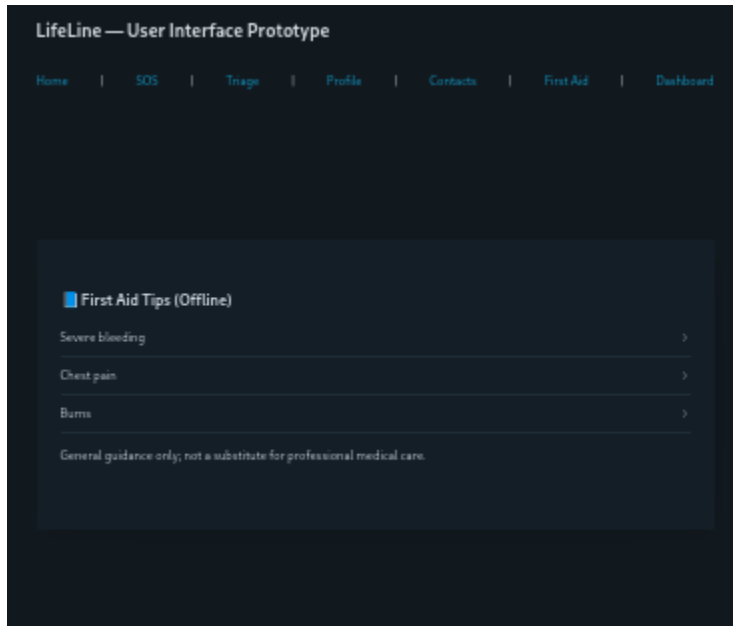 LifeLine — User Interface Prototype
Home | SOS | Triage | Profile | Contacts | First Aid | Dashboard
📘 First Aid Tips (Offline)
Severe bleeding ›
Chest pain ›
Burns ›
General guidance only; not a substitute for professional medical care.